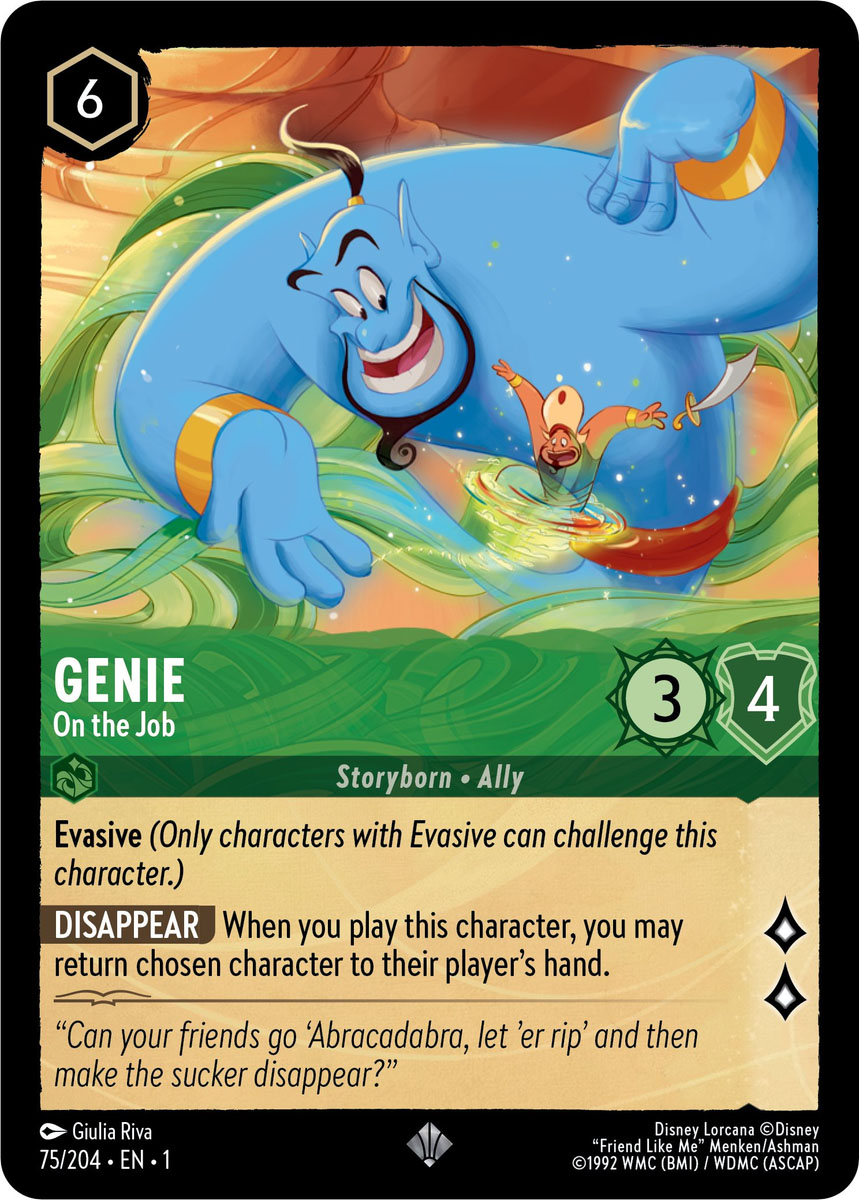 6
GENIE
On the Job
3
4
Storyborn • Ally
Evasive (Only characters with Evasive can challenge this
character.)
DISAPPEAR When you play this character, you may
return chosen character to their player’s hand.
“Can your friends go ‘Abracadabra, let ’er rip’ and then
make the sucker disappear?”
Giulia Riva
75/204 • EN • 1
Disney Lorcana ©Disney
“Friend Like Me” Menken/Ashman
©1992 WMC (BMI) / WDMC (ASCAP)